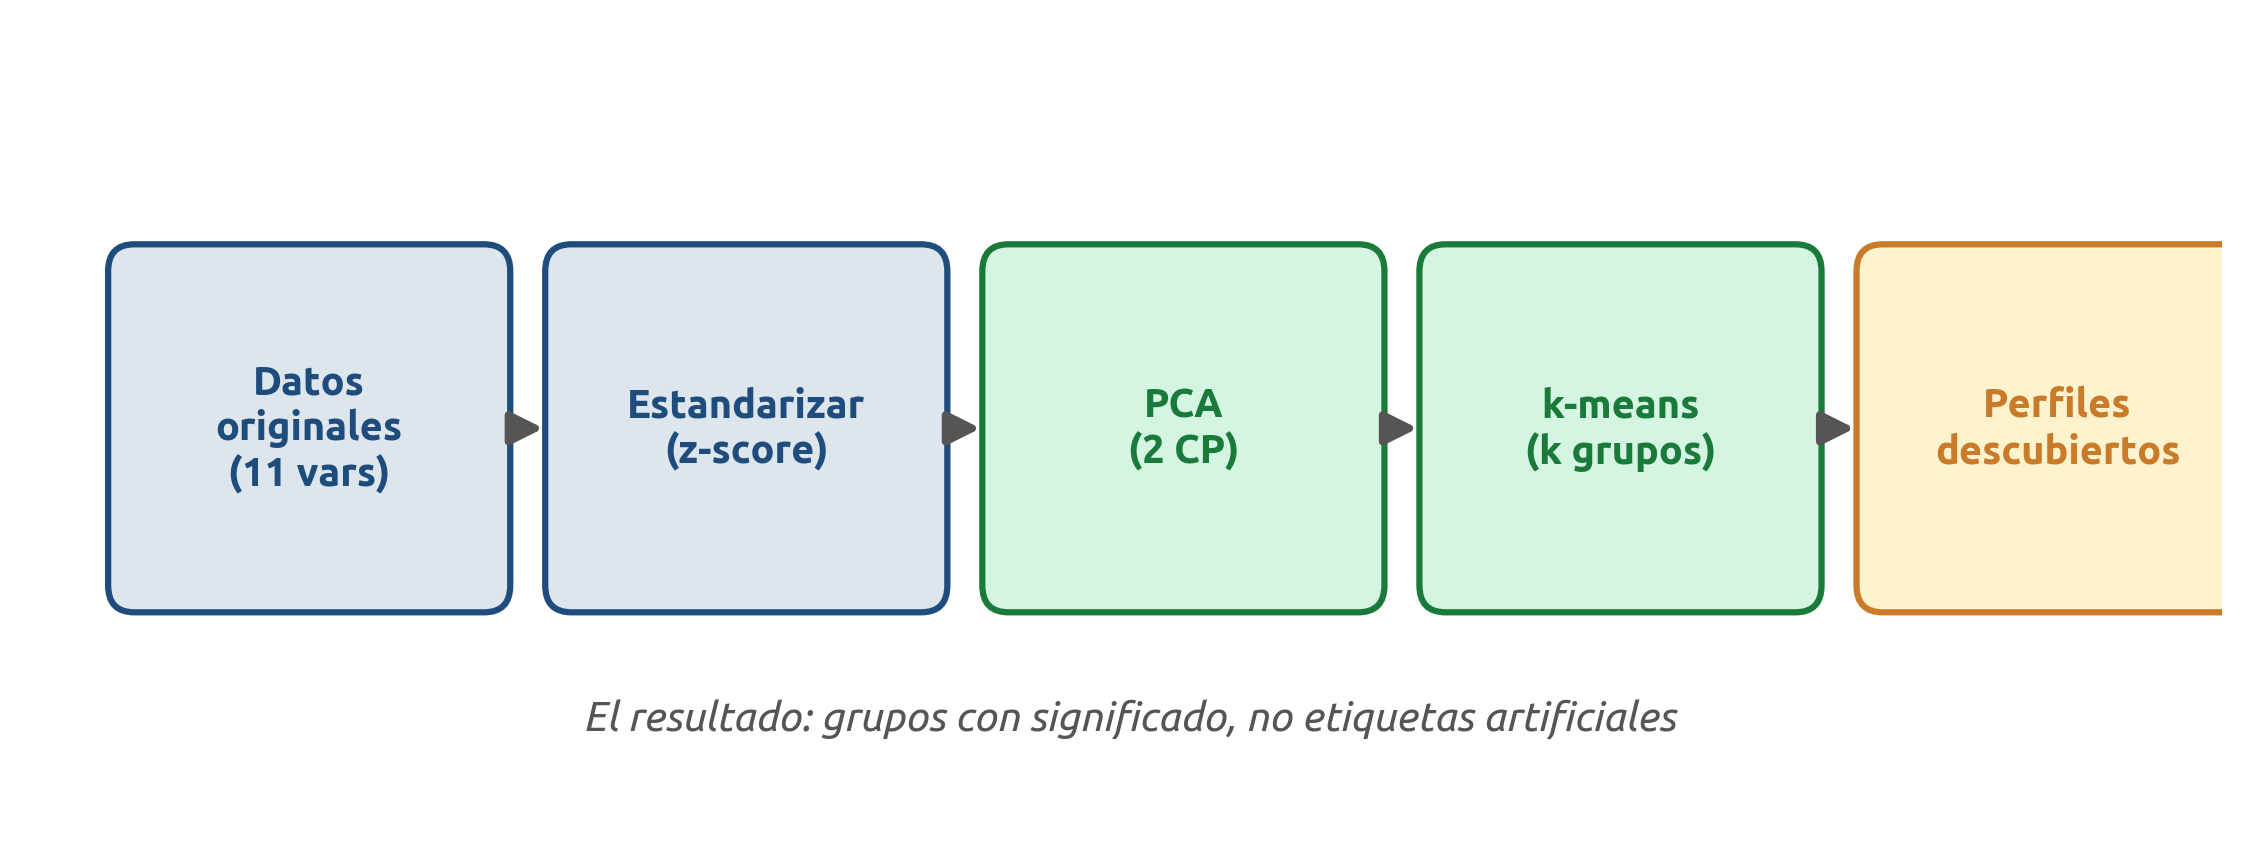 Datos
originales
(11 vars)
Estandarizar
(z-score)
PCA
(2 CP)
k-means
(k grupos)
Perfiles
descubiertos
El resultado: grupos con significado, no etiquetas artificiales